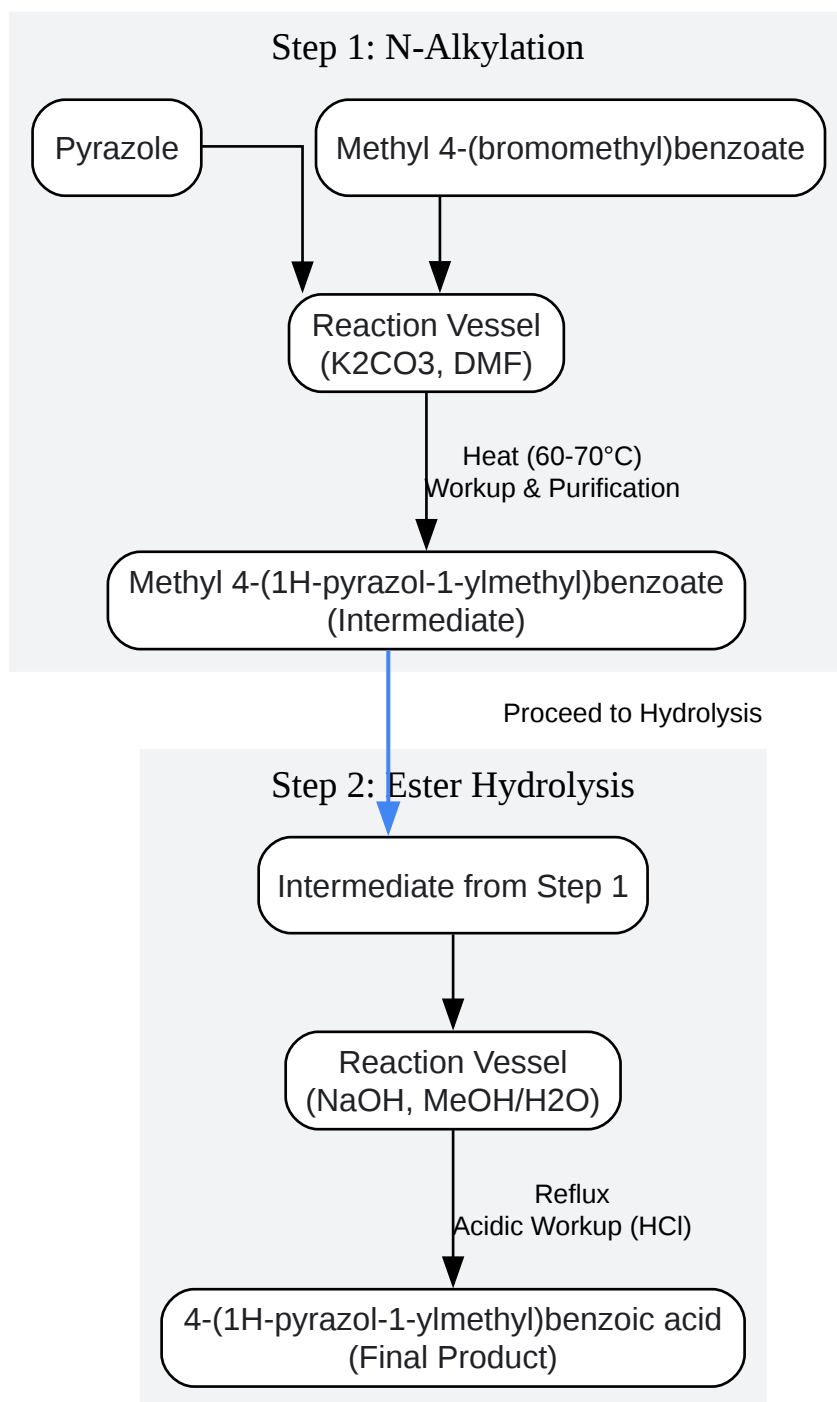 Step 1: N-Alkylation
Pyrazole
Methyl 4-(bromomethyl)benzoate
Reaction Vessel
(K2CO3, DMF)
Heat (60-70°C)
Workup & Purification
Methyl 4-(1H-pyrazol-1-ylmethyl)benzoate
(Intermediate)
Proceed to Hydrolysis
Step 2: Ester Hydrolysis
Intermediate from Step 1
Reaction Vessel
(NaOH, MeOH/H2O)
Reflux
Acidic Workup (HCl)
4-(1H-pyrazol-1-ylmethyl)benzoic acid
(Final Product)